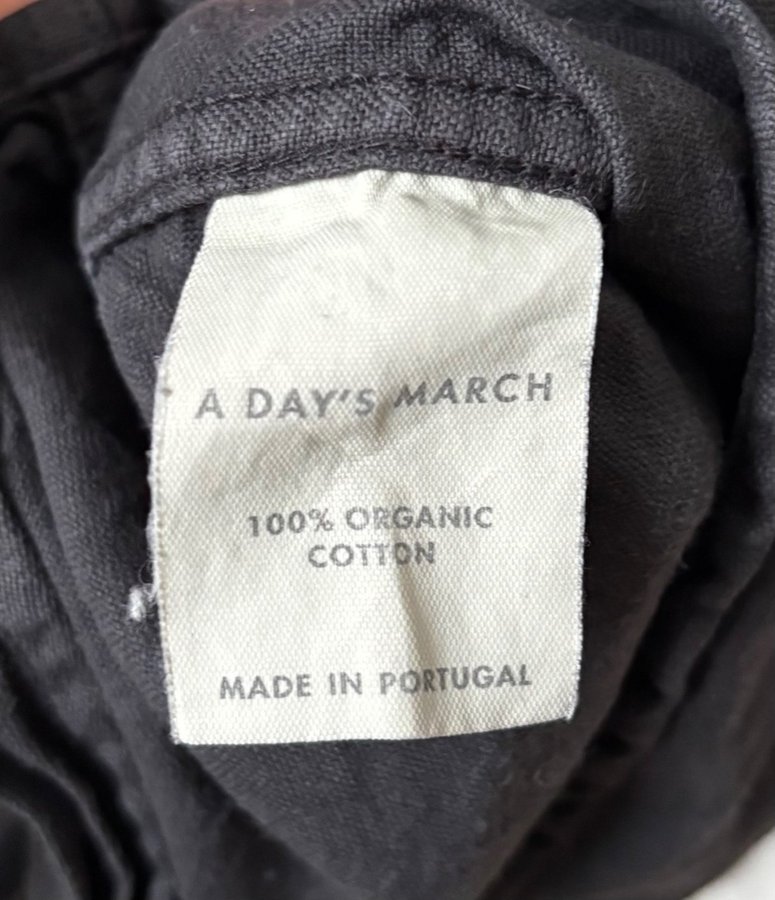 A DAY'S MARCH
100% ORGANIC
COTTON
MADE IN PORTUGAL